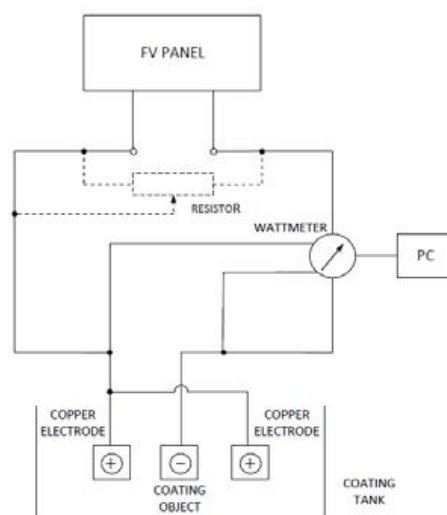 FV PANEL
RESISTOR
WATTMETER
PC
COPPER
ELECTRODE
COPPER
ELECTRODE
+
−
+
COATING
OBJECT
COATING
TANK